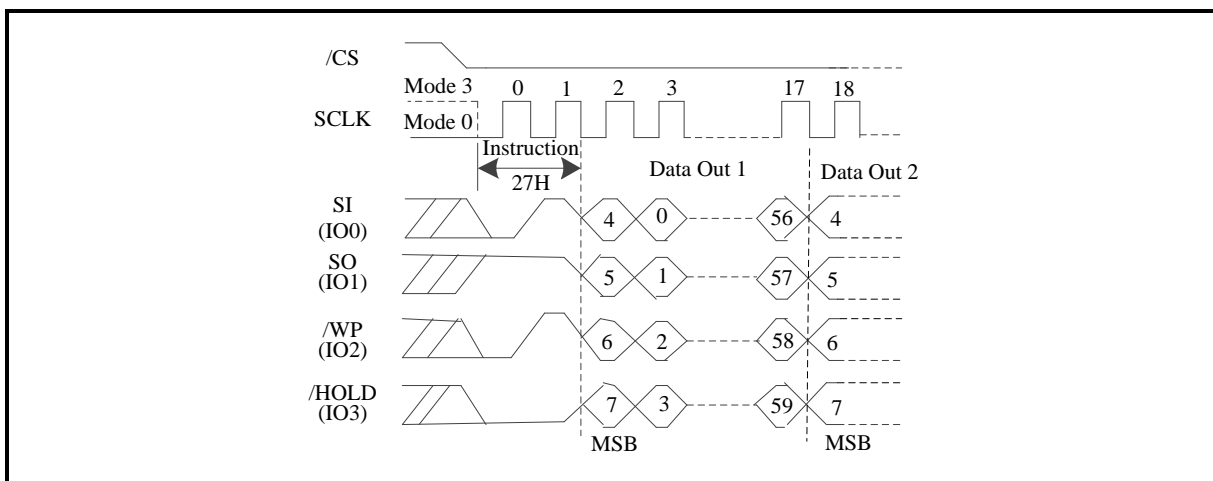 /CS
Mode 3 0 1 2 3 17 18
SCLK Mode 0
Instruction Data Out 1 Data Out 2
27H
SI
(IO0) 4 0 56 4
SO
(IO1) 5 1 57 5
/WP
(IO2) 6 2 58 6
/HOLD
(IO3) 7 3 59 7
MSB MSB